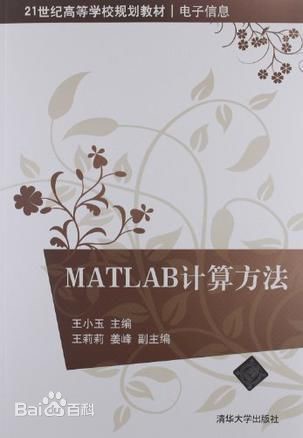 21世纪高等学校规划教材 | 电子信息
MATLAB计算方法
王小玉 主编
王莉莉 姜峰 副主编
清华大学出版社
Baidu百科